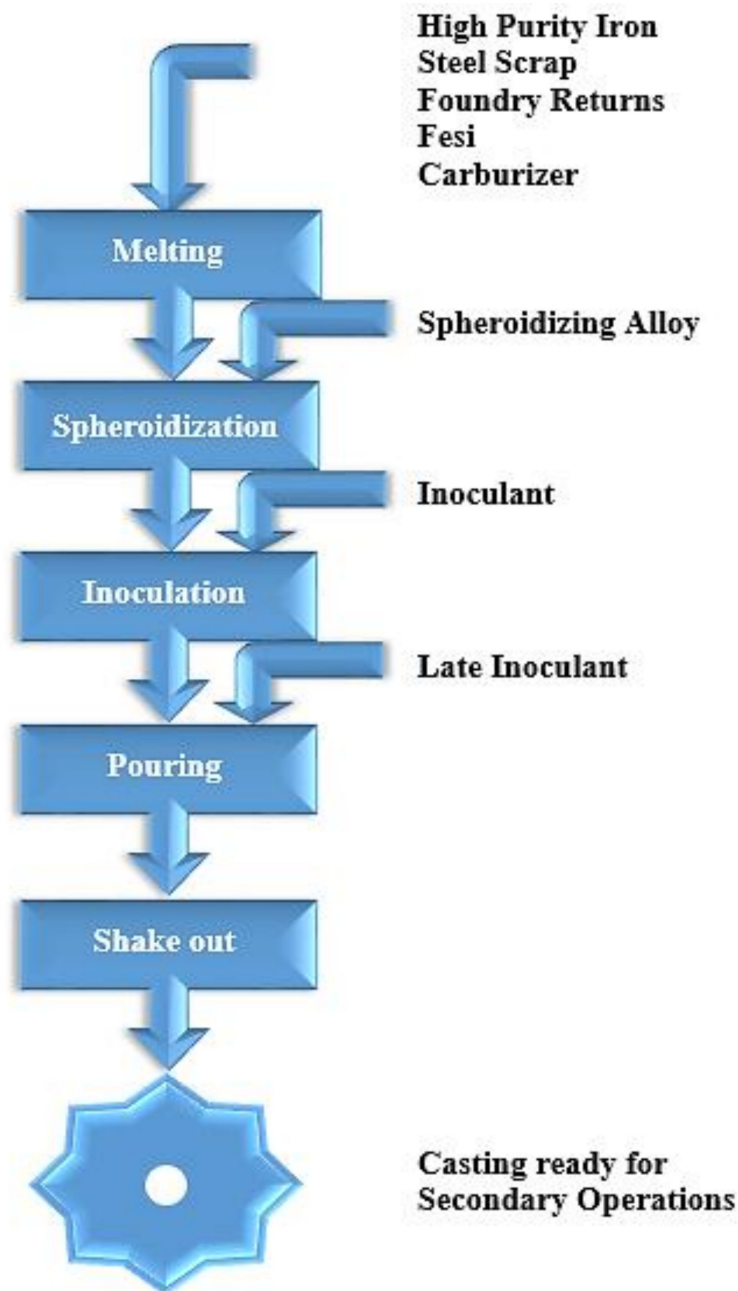 High Purity Iron
Steel Scrap
Foundry Returns
Fesi
Carburizer
Melting
Spheroidizing Alloy
Spheroidization
Inoculant
Inoculation
Late Inoculant
Pouring
Shake out
Casting ready for
Secondary Operations